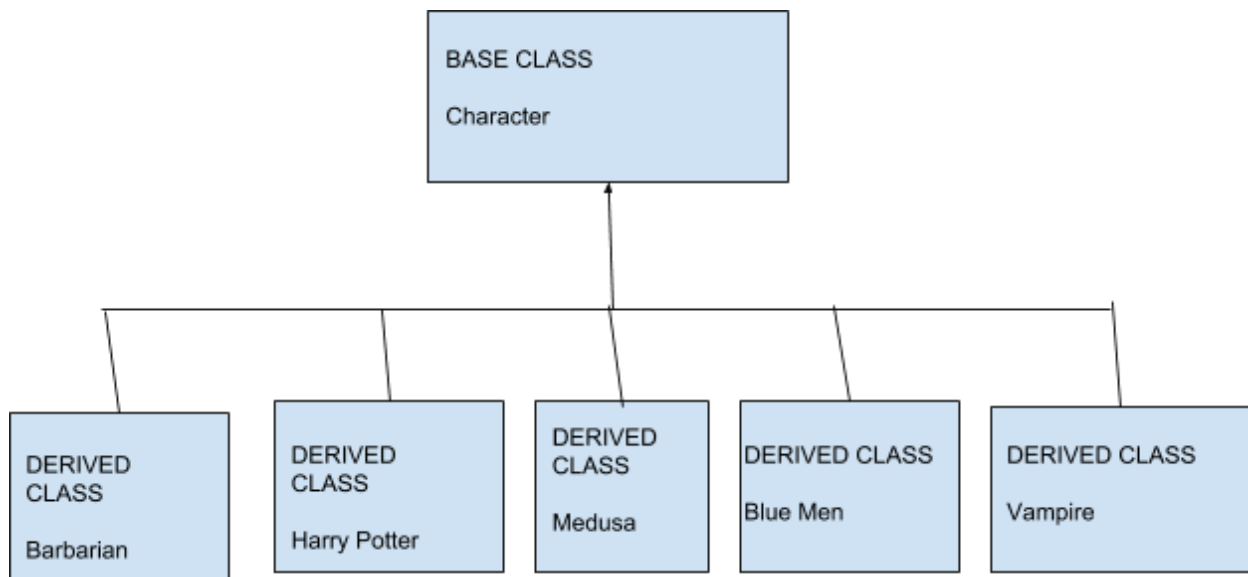 BASE CLASS
Character
DERIVED
CLASS
Barbarian
DERIVED
CLASS
Harry Potter
DERIVED
CLASS
Medusa
DERIVED CLASS
Blue Men
DERIVED CLASS
Vampire